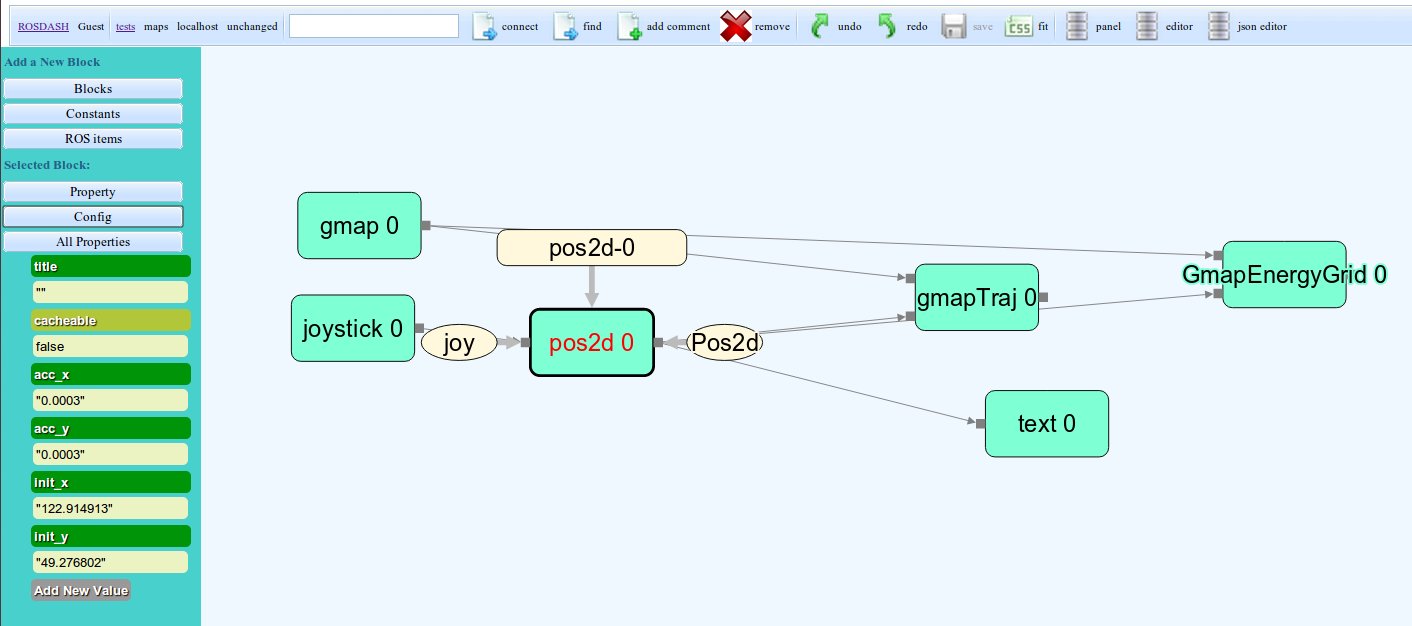 ROSDASH Guest tests maps localhost unchanged connect find add comment remove undo redo save css fit panel editor json editor
Add a New Block
Blocks
Constants
ROS items
Selected Block:
Property
Config
All Properties
title
""
cacheable
false
acc_x
"0.0003"
acc_y
"0.0003"
init_x
"122.914913"
init_y
"49.276802"
Add New Value
gmap 0
pos2d-0
joystick 0
joy
pos2d 0
Pos2d
gmapTraj 0
GmapEnergyGrid 0
text 0